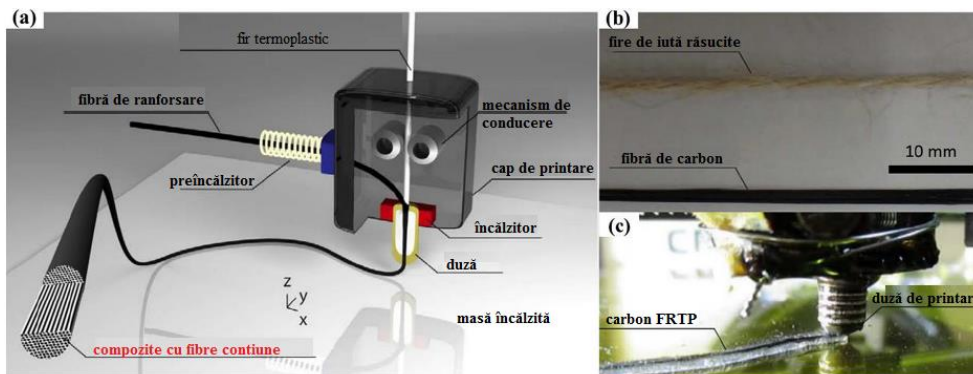 (a)
fir termoplastic
fibră de ranforsare
mecanism de
conducere
cap de printare
preîncălzitor
încălzitor
duză
z
y
x
masă încălzită
compozite cu fibre contiune
(b)
fire de iută răsucite
10 mm
fibră de carbon
(c)
duză de printar
carbon FRTP